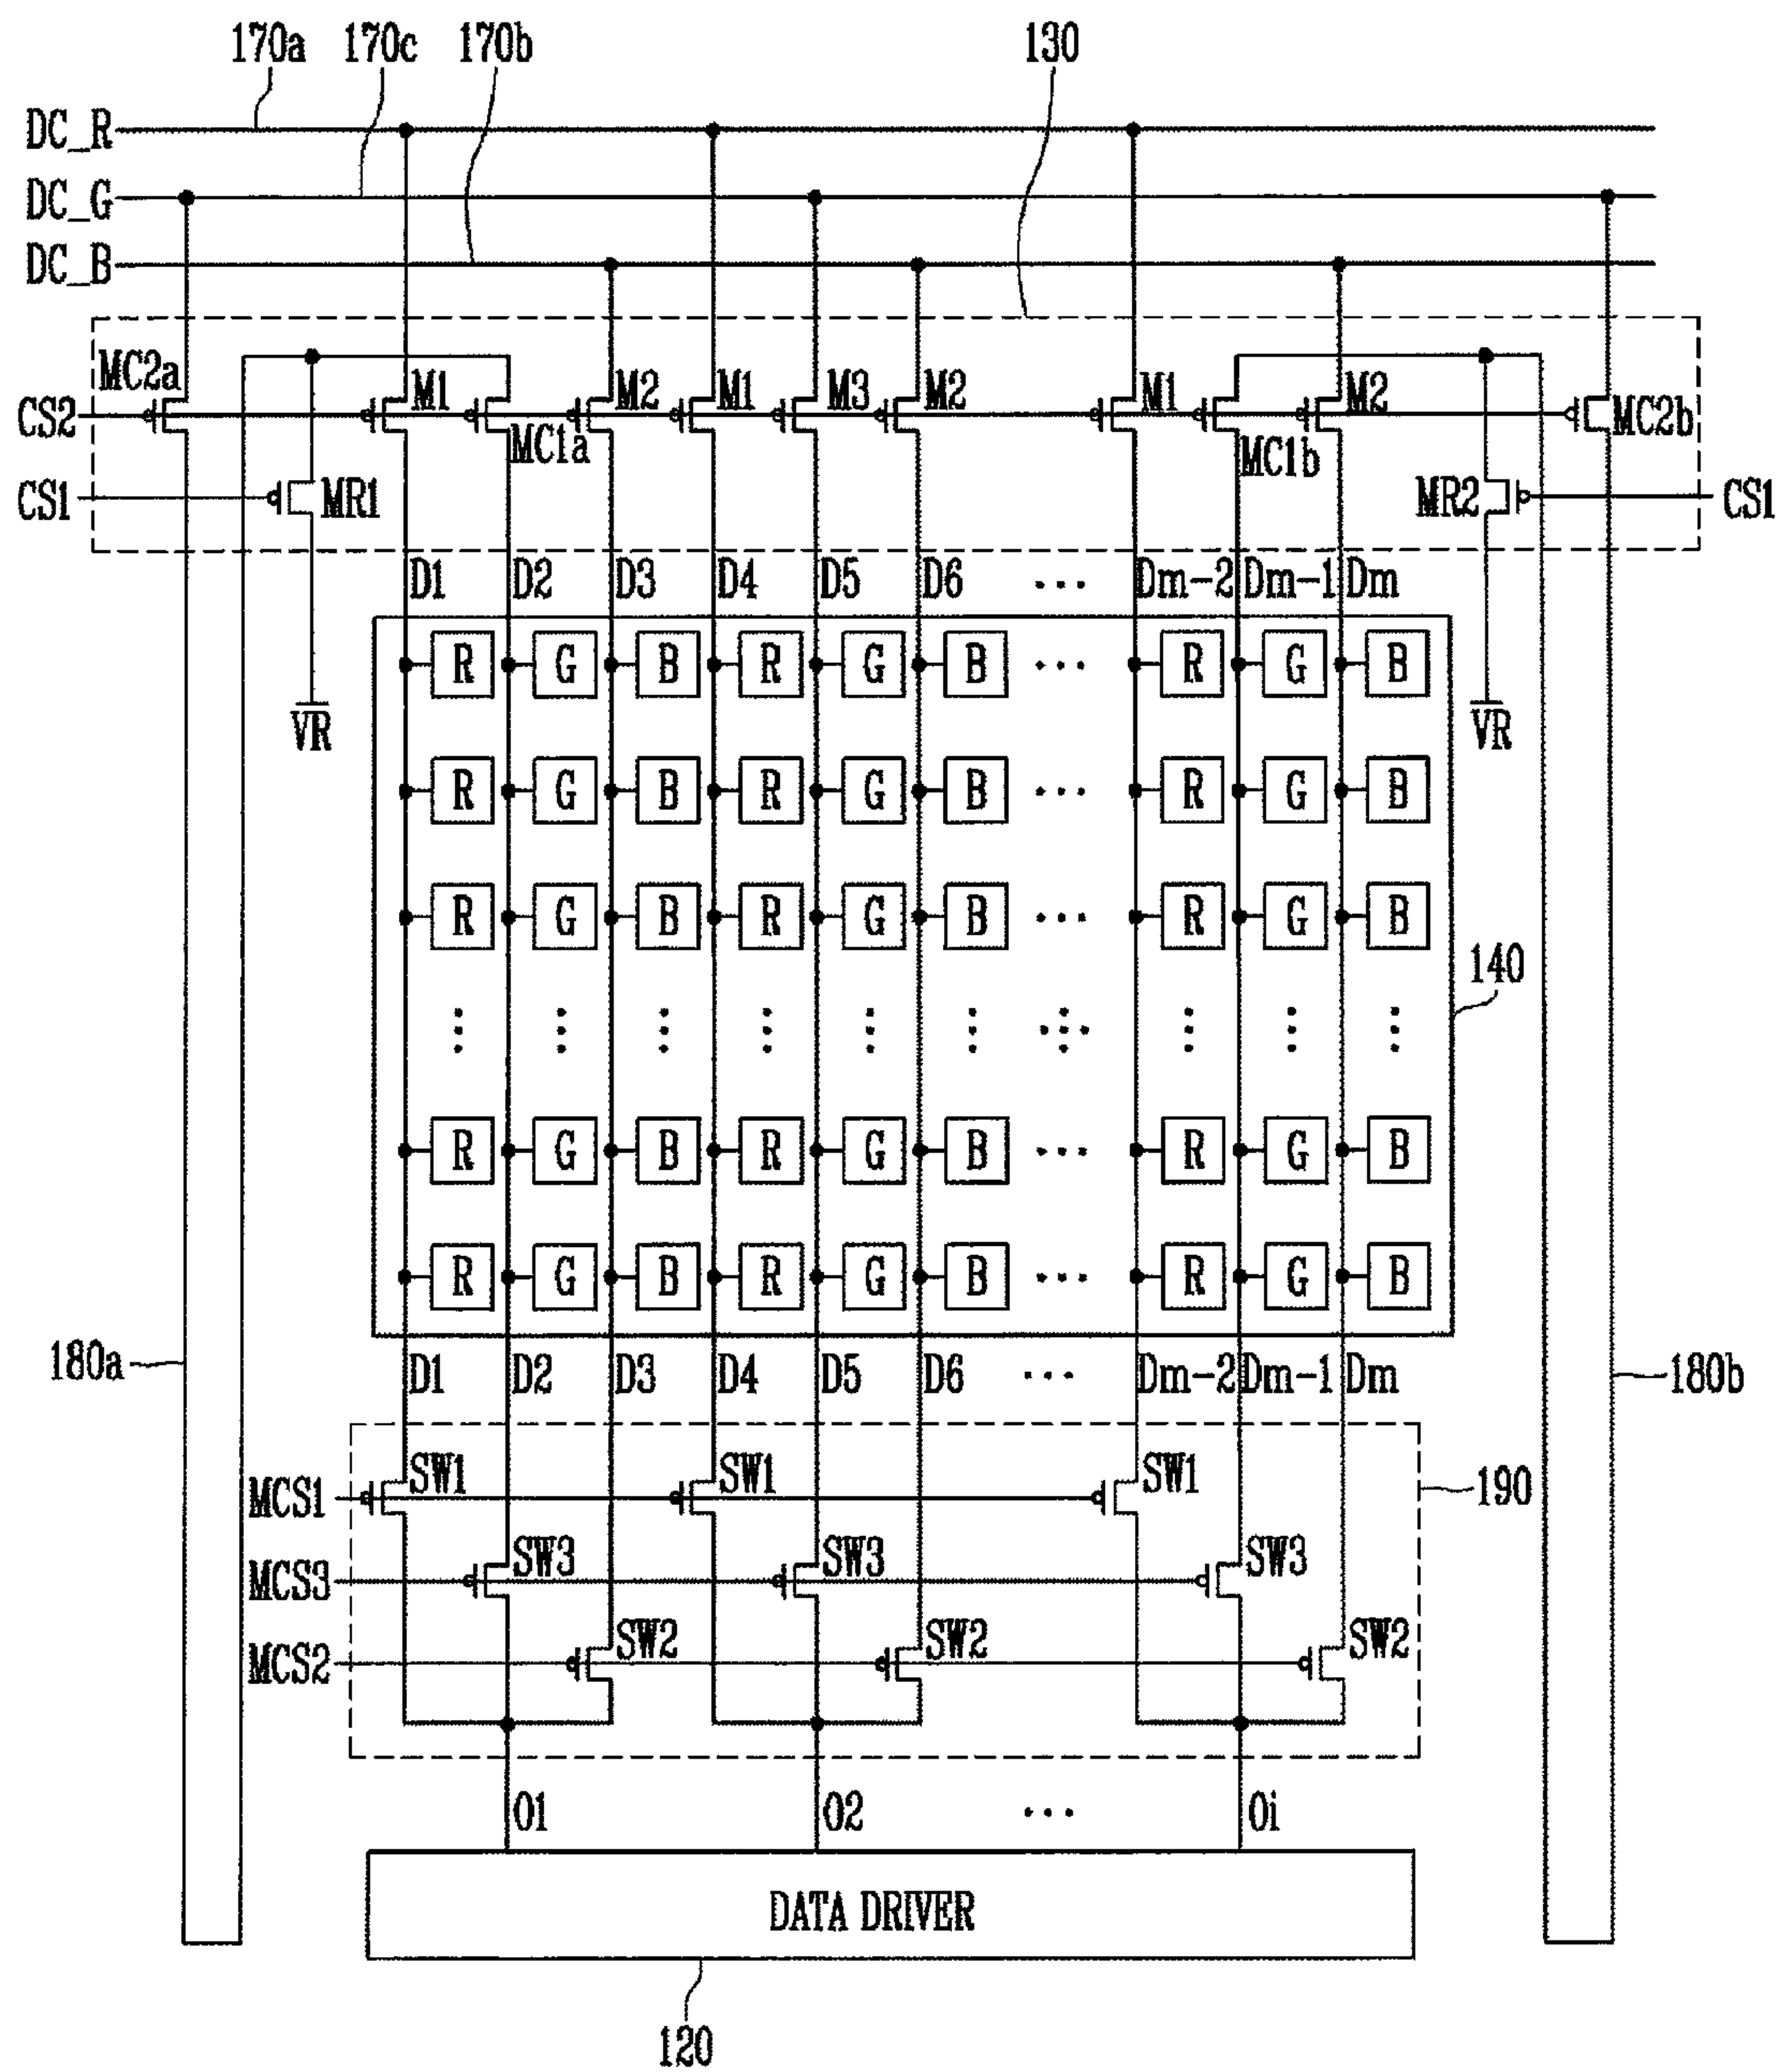 170a 170c 170b 130
DC_R
DC_G
DC_B
MC2a M1 M2 M1 M3 M2 M1 M2
CS2 MC1a MC1b MC2b
CS1 MR1 MR2 CS1
D1 D2 D3 D4 D5 D6 ... Dm-2 Dm-1 Dm
R G B R G B ... R G B
VR VR
R G B R G B ... R G B
R G B R G B ... R G B
140
R G B R G B ... R G B
R G B R G B ... R G B
180a D1 D2 D3 D4 D5 D6 ... Dm-2 Dm-1 Dm 180b
MCS1 SW1 SW1 SW1 190
MCS3 SW3 SW3 SW3
MCS2 SW2 SW2 SW2
O1 O2 ... Oi
DATA DRIVER
120